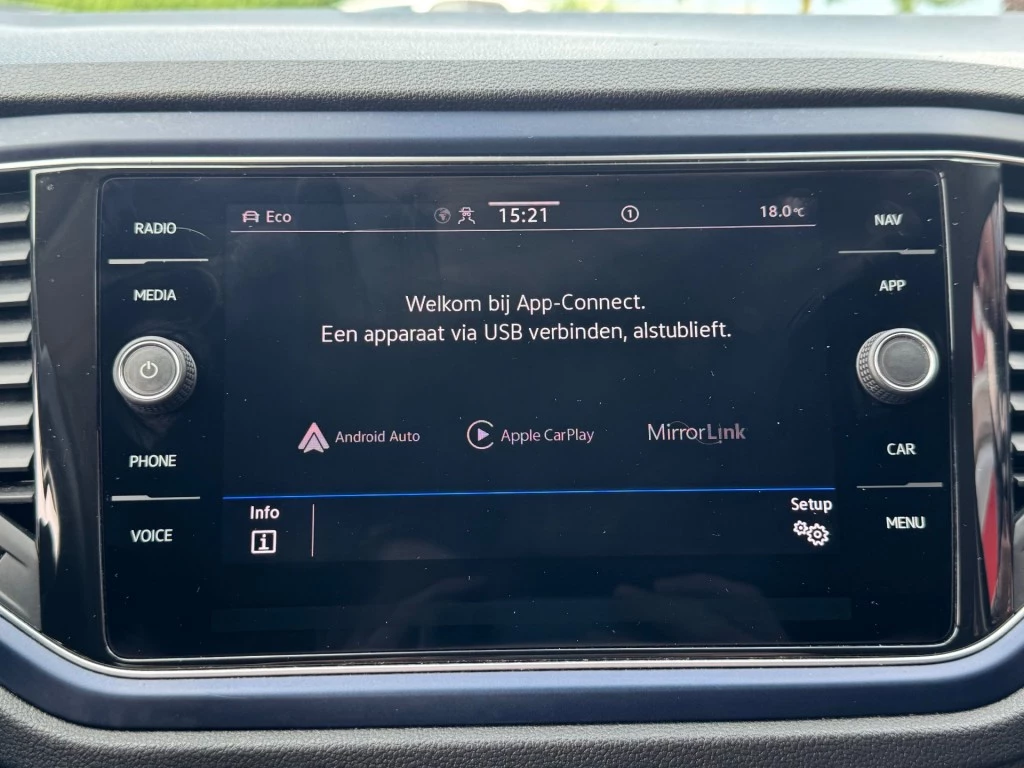 RADIO
MEDIA
PHONE
VOICE
Eco
15:21
1
18.0°C
Welkom bij App-Connect.
Een apparaat via USB verbinden, alstublieft.
Android Auto
Apple CarPlay
MirrorLink
Info
i
Setup
NAV
APP
CAR
MENU